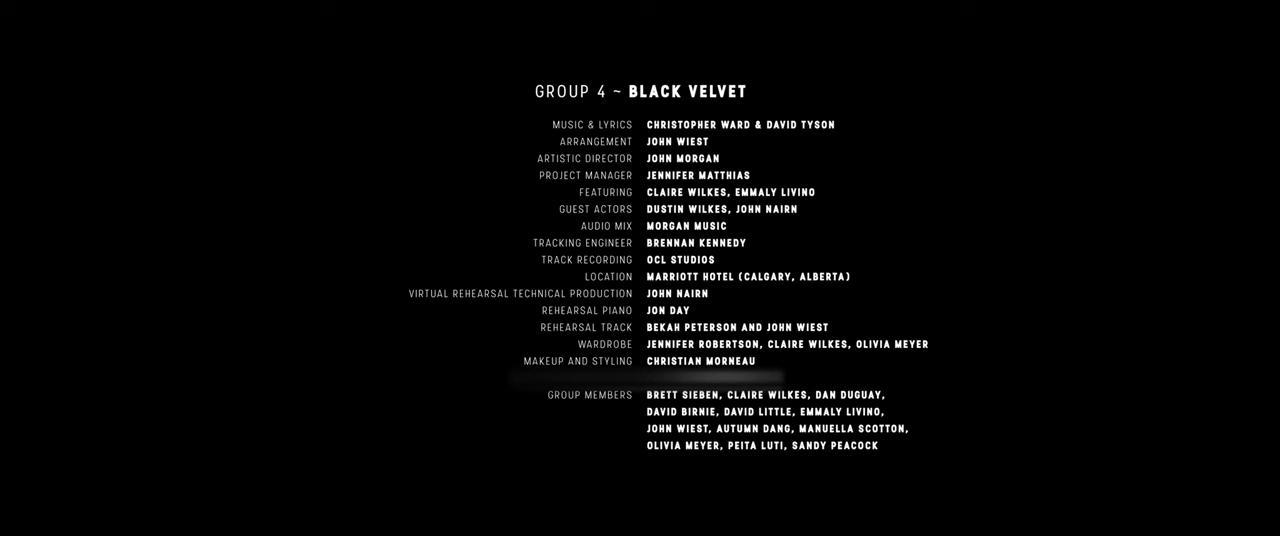 GROUP 4 ~ BLACK VELVET
MUSIC & LYRICS CHRISTOPHER WARD & DAVID TYSON
ARRANGEMENT JOHN WIEST
ARTISTIC DIRECTOR JOHN MORGAN
PROJECT MANAGER JENNIFER MATTHIAS
FEATURING CLAIRE WILKES, EMMALY LIVINO
GUEST ACTORS DUSTIN WILKES, JOHN NAIRN
AUDIO MIX MORGAN MUSIC
TRACKING ENGINEER BRENNAN KENNEDY
TRACK RECORDING OCL STUDIOS
LOCATION MARRIOTT HOTEL (CALGARY, ALBERTA)
VIRTUAL REHEARSAL TECHNICAL PRODUCTION JOHN NAIRN
REHEARSAL PIANO JON DAY
REHEARSAL TRACK BEKAH PETERSON AND JOHN WIEST
WARDROBE JENNIFER ROBERTSON, CLAIRE WILKES, OLIVIA MEYER
MAKEUP AND STYLING CHRISTIAN MORNEAU
GROUP MEMBERS BRETT SIEBEN, CLAIRE WILKES, DAN DUGUAY,
DAVID BIRNIE, DAVID LITTLE, EMMALY LIVINO,
JOHN WIEST, AUTUMN DANG, MANUELLA SCOTTON,
OLIVIA MEYER, PEITA LUTI, SANDY PEACOCK